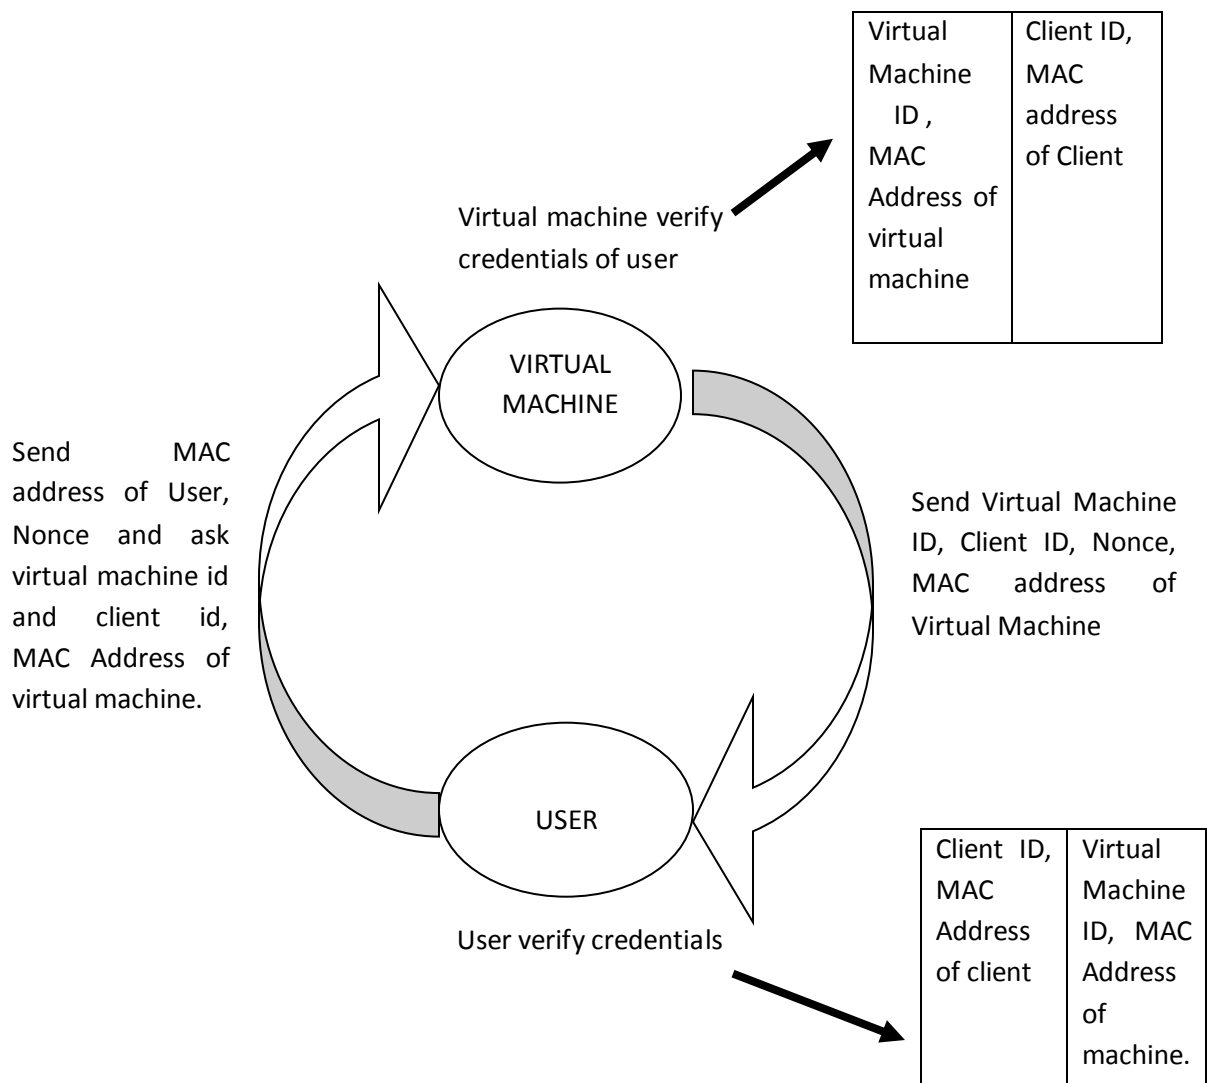 Virtual
Machine
ID ,
MAC
Address of
virtual
machine
Client ID,
MAC
address
of Client
Virtual machine verify
credentials of user
VIRTUAL
MACHINE
Send MAC
address of User,
Nonce and ask
virtual machine id
and client id,
MAC Address of
virtual machine.
Send Virtual Machine
ID, Client ID, Nonce,
MAC address of
Virtual Machine
USER
User verify credentials
Client ID,
MAC
Address
of client
Virtual
Machine
ID, MAC
Address
of
machine.